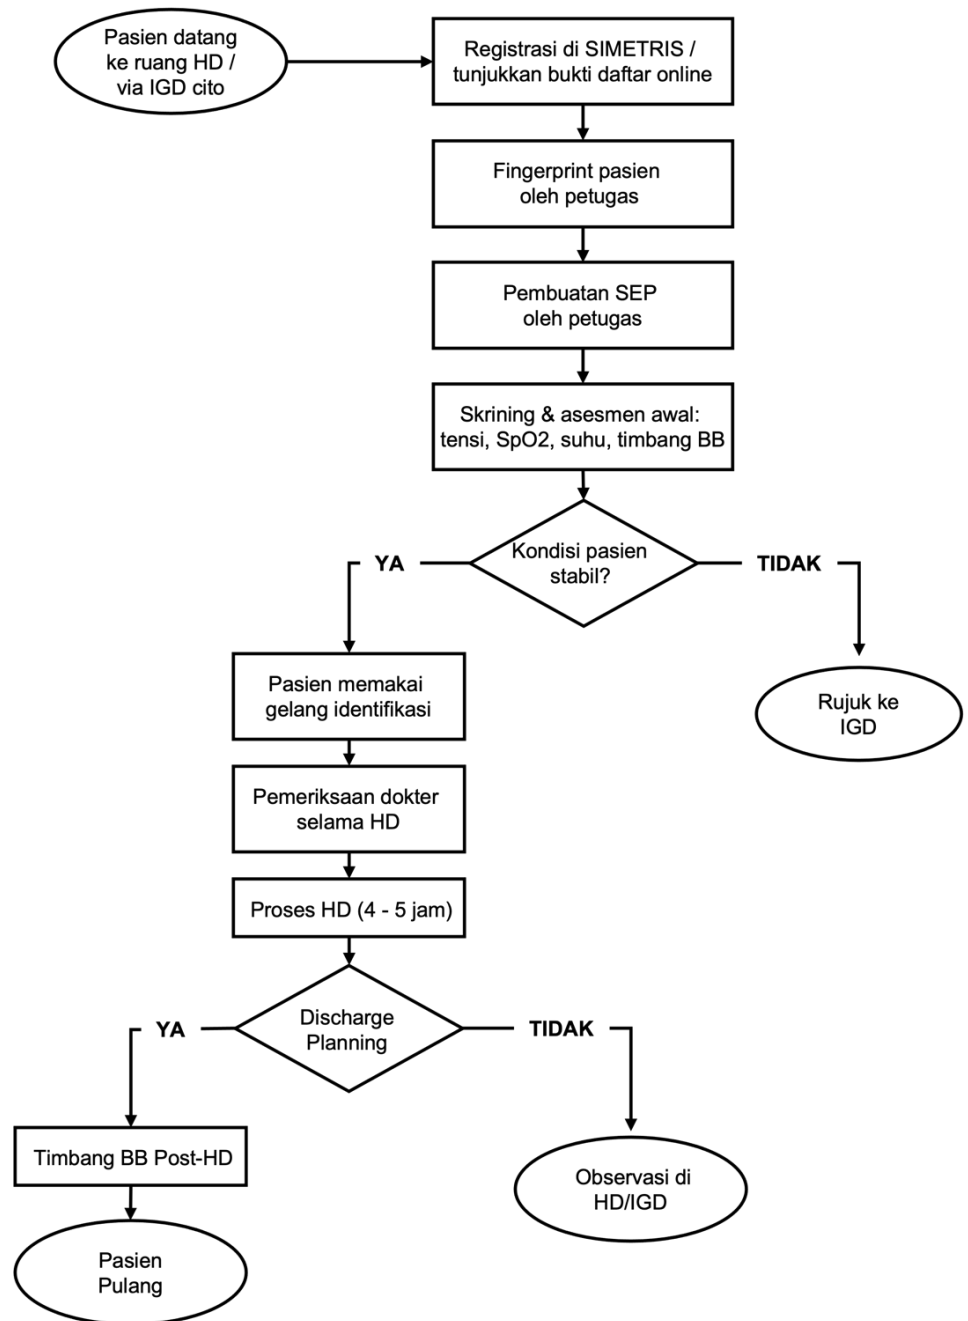 Pasien datang
ke ruang HD /
via IGD cito
Registrasi di SIMETRIS /
tunjukkan bukti daftar online
Fingerprint pasien
oleh petugas
Pembuatan SEP
oleh petugas
Skrining & asesmen awal:
tensi, SpO2, suhu, timbang BB
Kondisi pasien
stabil?
YA
TIDAK
Pasien memakai
gelang identifikasi
Rujuk ke
IGD
Pemeriksaan dokter
selama HD
Proses HD (4 - 5 jam)
Discharge
Planning
YA
TIDAK
Timbang BB Post-HD
Observasi di
HD/IGD
Pasien
Pulang